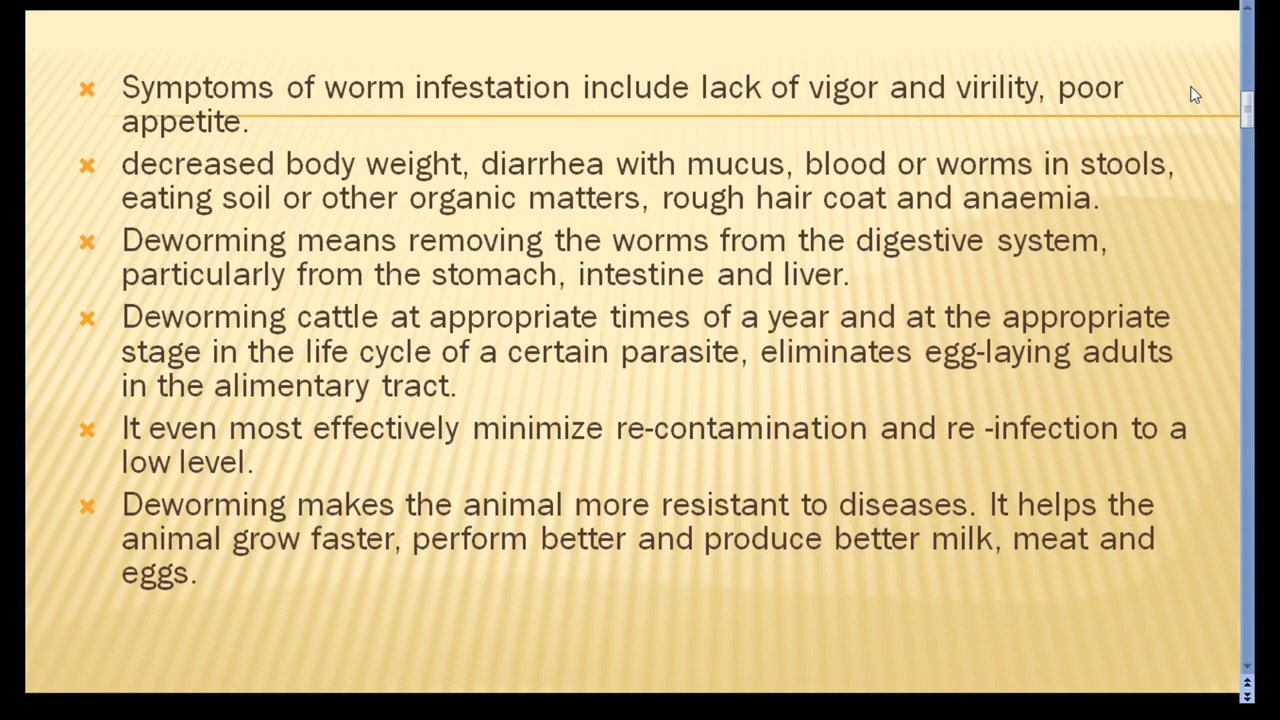 Symptoms of worm infestation include lack of vigor and virility, poor
appetite.
decreased body weight, diarrhea with mucus, blood or worms in stools,
eating soil or other organic matters, rough hair coat and anaemia.
Deworming means removing the worms from the digestive system,
particularly from the stomach, intestine and liver.
Deworming cattle at appropriate times of a year and at the appropriate
stage in the life cycle of a certain parasite, eliminates egg-laying adults
in the alimentary tract.
It even most effectively minimize re-contamination and re -infection to a
low level.
Deworming makes the animal more resistant to diseases. It helps the
animal grow faster, perform better and produce better milk, meat and
eggs.